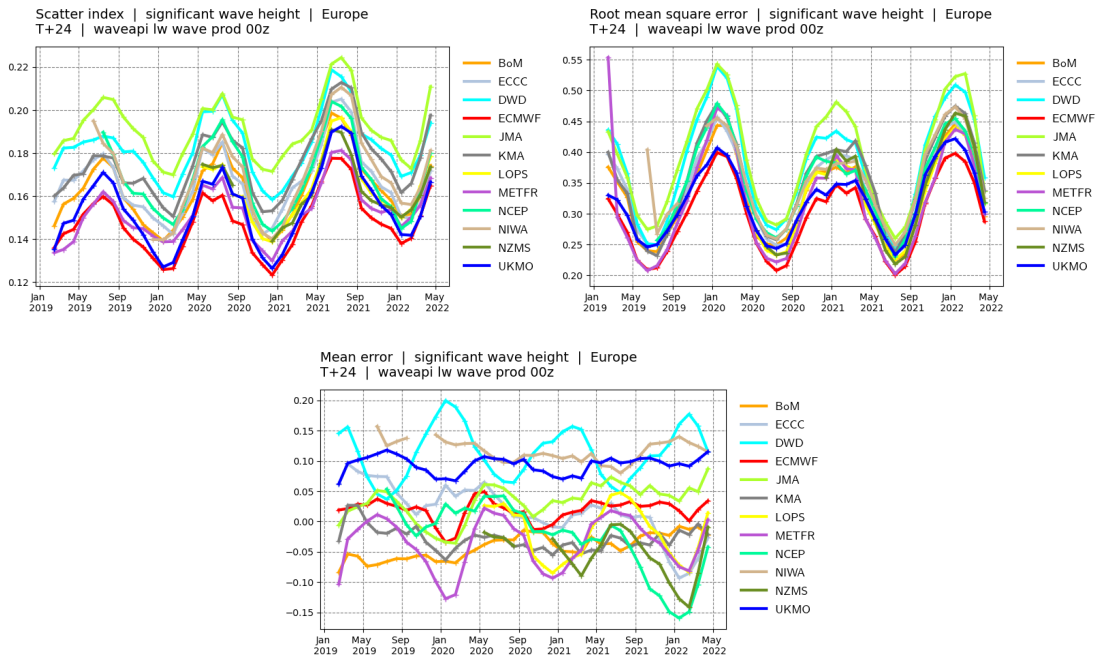 Scatter index | significant wave height | Europe
T+24 | waveapi lw wave prod 00z
0.22
0.20
0.18
0.16
0.14
0.12
Jan 2019 May 2019 Sep 2019 Jan 2020 May 2020 Sep 2020 Jan 2021 May 2021 Sep 2021 Jan 2022 May 2022
BoM
ECCC
DWD
ECMWF
JMA
KMA
LOPS
METFR
NCEP
NIWA
NZMS
UKMO
Root mean square error | significant wave height | Europe
T+24 | waveapi lw wave prod 00z
0.55
0.50
0.45
0.40
0.35
0.30
0.25
0.20
Jan 2019 May 2019 Sep 2019 Jan 2020 May 2020 Sep 2020 Jan 2021 May 2021 Sep 2021 Jan 2022 May 2022
BoM
ECCC
DWD
ECMWF
JMA
KMA
LOPS
METFR
NCEP
NIWA
NZMS
UKMO
Mean error | significant wave height | Europe
T+24 | waveapi lw wave prod 00z
0.20
0.15
0.10
0.05
0.00
−0.05
−0.10
−0.15
Jan 2019 May 2019 Sep 2019 Jan 2020 May 2020 Sep 2020 Jan 2021 May 2021 Sep 2021 Jan 2022 May 2022
BoM
ECCC
DWD
ECMWF
JMA
KMA
LOPS
METFR
NCEP
NIWA
NZMS
UKMO